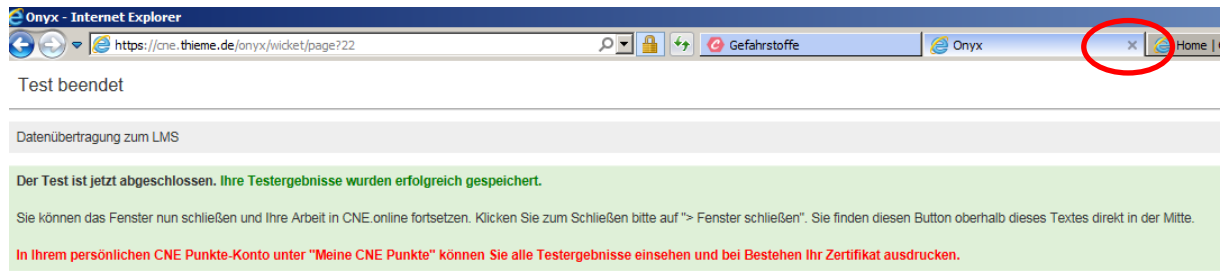 Onyx - Internet Explorer
https://cne.thieme.de/onyx/wicket/page?22 Gefahrstoffe Onyx Home |
Test beendet
Datenübertragung zum LMS
Der Test ist jetzt abgeschlossen. Ihre Testergebnisse wurden erfolgreich gespeichert.
Sie können das Fenster nun schließen und Ihre Arbeit in CNE.online fortsetzen. Klicken Sie zum Schließen bitte auf "> Fenster schließen". Sie finden diesen Button oberhalb dieses Textes direkt in der Mitte.
In Ihrem persönlichen CNE Punkte-Konto unter "Meine CNE Punkte" können Sie alle Testergebnisse einsehen und bei Bestehen Ihr Zertifikat ausdrucken.